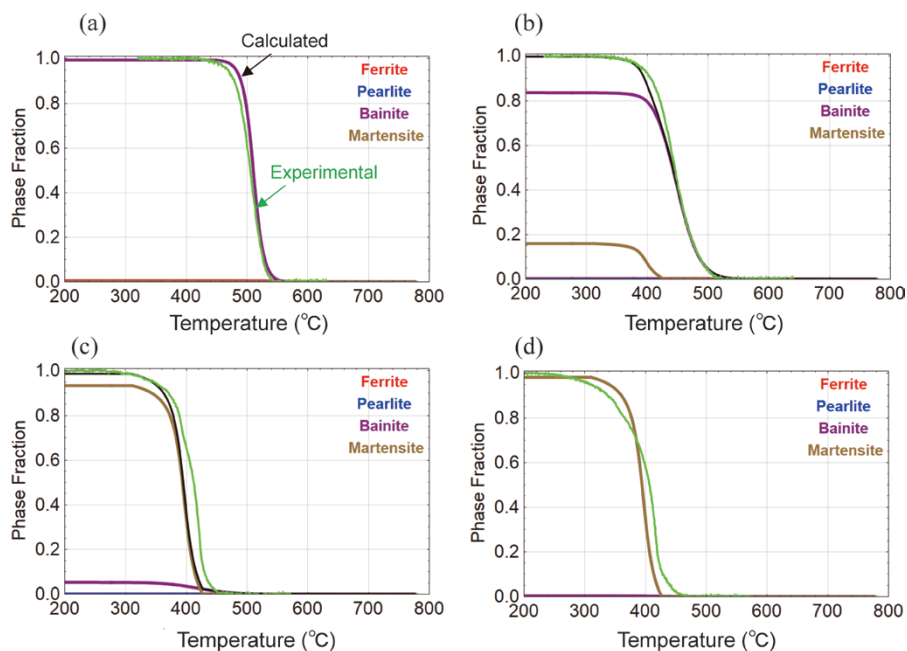 (a)
Calculated
1.0
0.8
0.6
0.4
0.2
0.0
Phase Fraction
Ferrite
Pearlite
Bainite
Martensite
Experimental
200 300 400 500 600 700 800
Temperature (°C)
(b)
1.0
0.8
0.6
0.4
0.2
0.0
Phase Fraction
Ferrite
Pearlite
Bainite
Martensite
200 300 400 500 600 700 800
Temperature (°C)
(c)
1.0
0.8
0.6
0.4
0.2
0.0
Phase Fraction
Ferrite
Pearlite
Bainite
Martensite
200 300 400 500 600 700 800
Temperature (°C)
(d)
1.0
0.8
0.6
0.4
0.2
0.0
Phase Fraction
Ferrite
Pearlite
Bainite
Martensite
200 300 400 500 600 700 800
Temperature (°C)